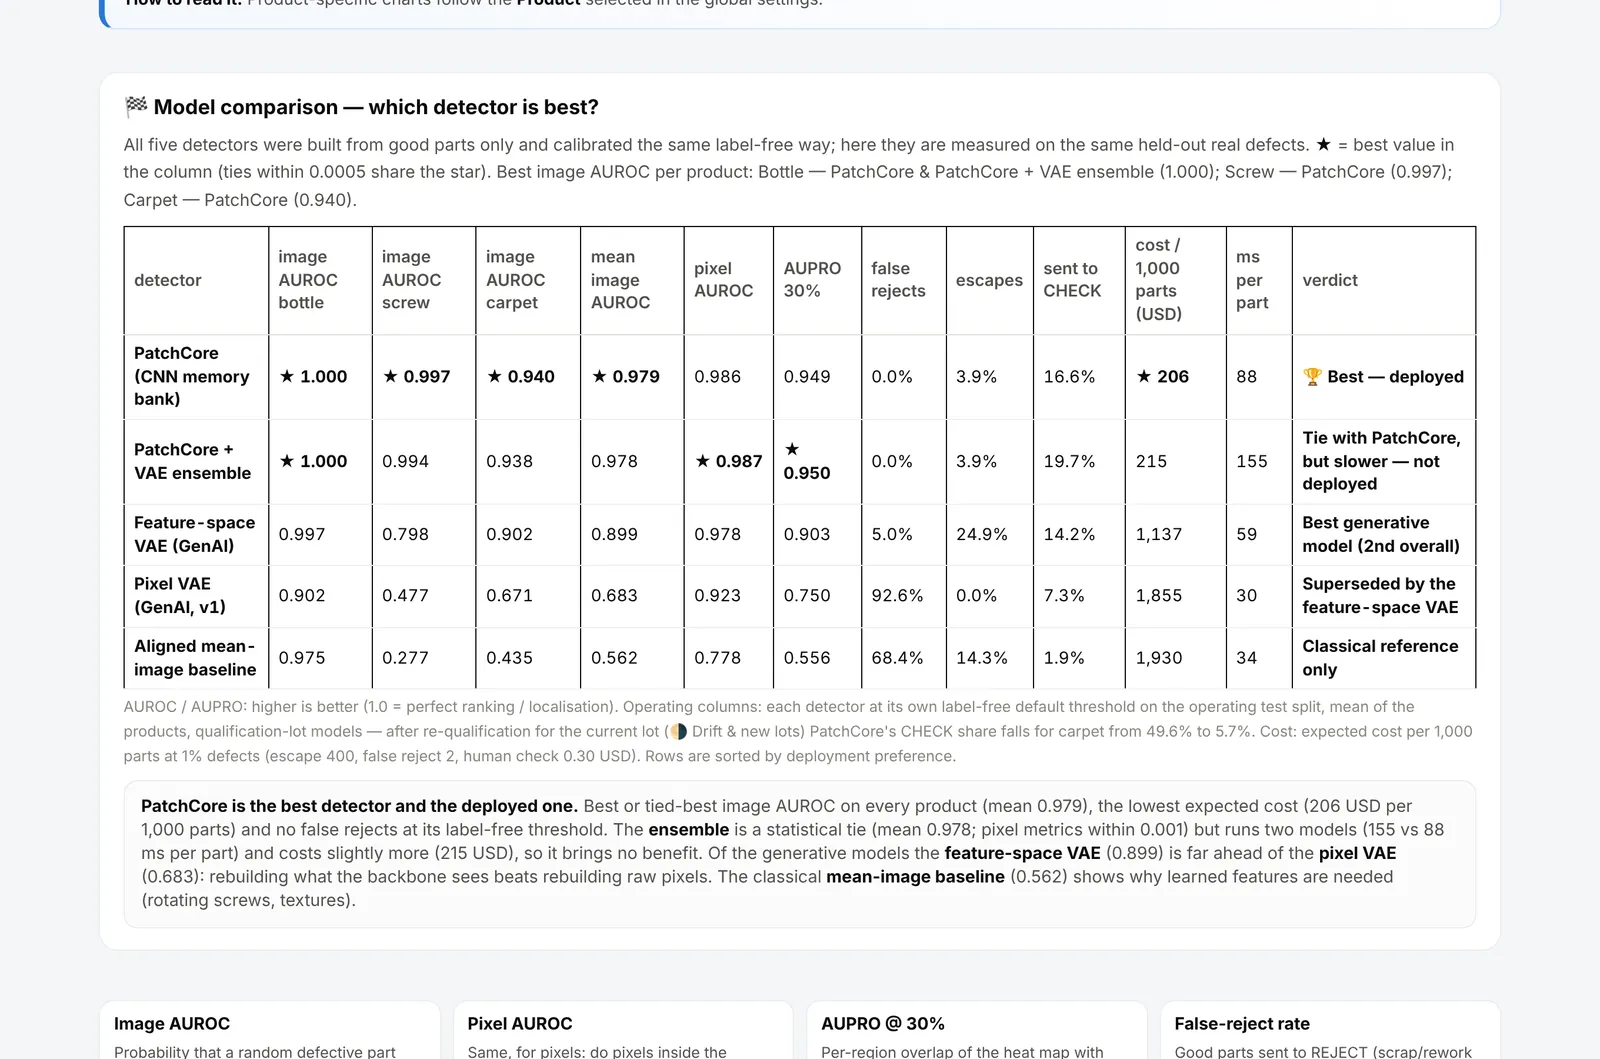 How to read it: Product-specific charts follow the Product selected in the global settings.
🏁 Model comparison — which detector is best?
All five detectors were built from good parts only and calibrated the same label-free way; here they are measured on the same held-out real defects. ★ = best value in
the column (ties within 0.0005 share the star). Best image AUROC per product: Bottle — PatchCore & PatchCore + VAE ensemble (1.000); Screw — PatchCore (0.997);
Carpet — PatchCore (0.940).
detector | image AUROC bottle | image AUROC screw | image AUROC carpet | mean image AUROC | pixel AUROC | AUPRO 30% | false rejects | escapes | sent to CHECK | cost / 1,000 parts (USD) | ms per part | verdict
PatchCore (CNN memory bank) | ★ 1.000 | ★ 0.997 | ★ 0.940 | ★ 0.979 | 0.986 | 0.949 | 0.0% | 3.9% | 16.6% | ★ 206 | 88 | 🏆 Best — deployed
PatchCore + VAE ensemble | ★ 1.000 | 0.994 | 0.938 | 0.978 | ★ 0.987 | ★ 0.950 | 0.0% | 3.9% | 19.7% | 215 | 155 | Tie with PatchCore, but slower — not deployed
Feature-space VAE (GenAI) | 0.997 | 0.798 | 0.902 | 0.899 | 0.978 | 0.903 | 5.0% | 24.9% | 14.2% | 1,137 | 59 | Best generative model (2nd overall)
Pixel VAE (GenAI, v1) | 0.902 | 0.477 | 0.671 | 0.683 | 0.923 | 0.750 | 92.6% | 0.0% | 7.3% | 1,855 | 30 | Superseded by the feature-space VAE
Aligned mean-image baseline | 0.975 | 0.277 | 0.435 | 0.562 | 0.778 | 0.556 | 68.4% | 14.3% | 1.9% | 1,930 | 34 | Classical reference only
AUROC / AUPRO: higher is better (1.0 = perfect ranking / localisation). Operating columns: each detector at its own label-free default threshold on the operating test split, mean of the
products, qualification-lot models — after re-qualification for the current lot (🌗 Drift & new lots) PatchCore's CHECK share falls for carpet from 49.6% to 5.7%. Cost: expected cost per 1,000
parts at 1% defects (escape 400, false reject 2, human check 0.30 USD). Rows are sorted by deployment preference.
PatchCore is the best detector and the deployed one. Best or tied-best image AUROC on every product (mean 0.979), the lowest expected cost (206 USD per
1,000 parts) and no false rejects at its label-free threshold. The ensemble is a statistical tie (mean 0.978; pixel metrics within 0.001) but runs two models (155 vs 88
ms per part) and costs slightly more (215 USD), so it brings no benefit. Of the generative models the feature-space VAE (0.899) is far ahead of the pixel VAE
(0.683): rebuilding what the backbone sees beats rebuilding raw pixels. The classical mean-image baseline (0.562) shows why learned features are needed
(rotating screws, textures).
Image AUROC
Probability that a random defective part
Pixel AUROC
Same, for pixels: do pixels inside the
AUPRO @ 30%
Per-region overlap of the heat map with
False-reject rate
Good parts sent to REJECT (scrap/rework